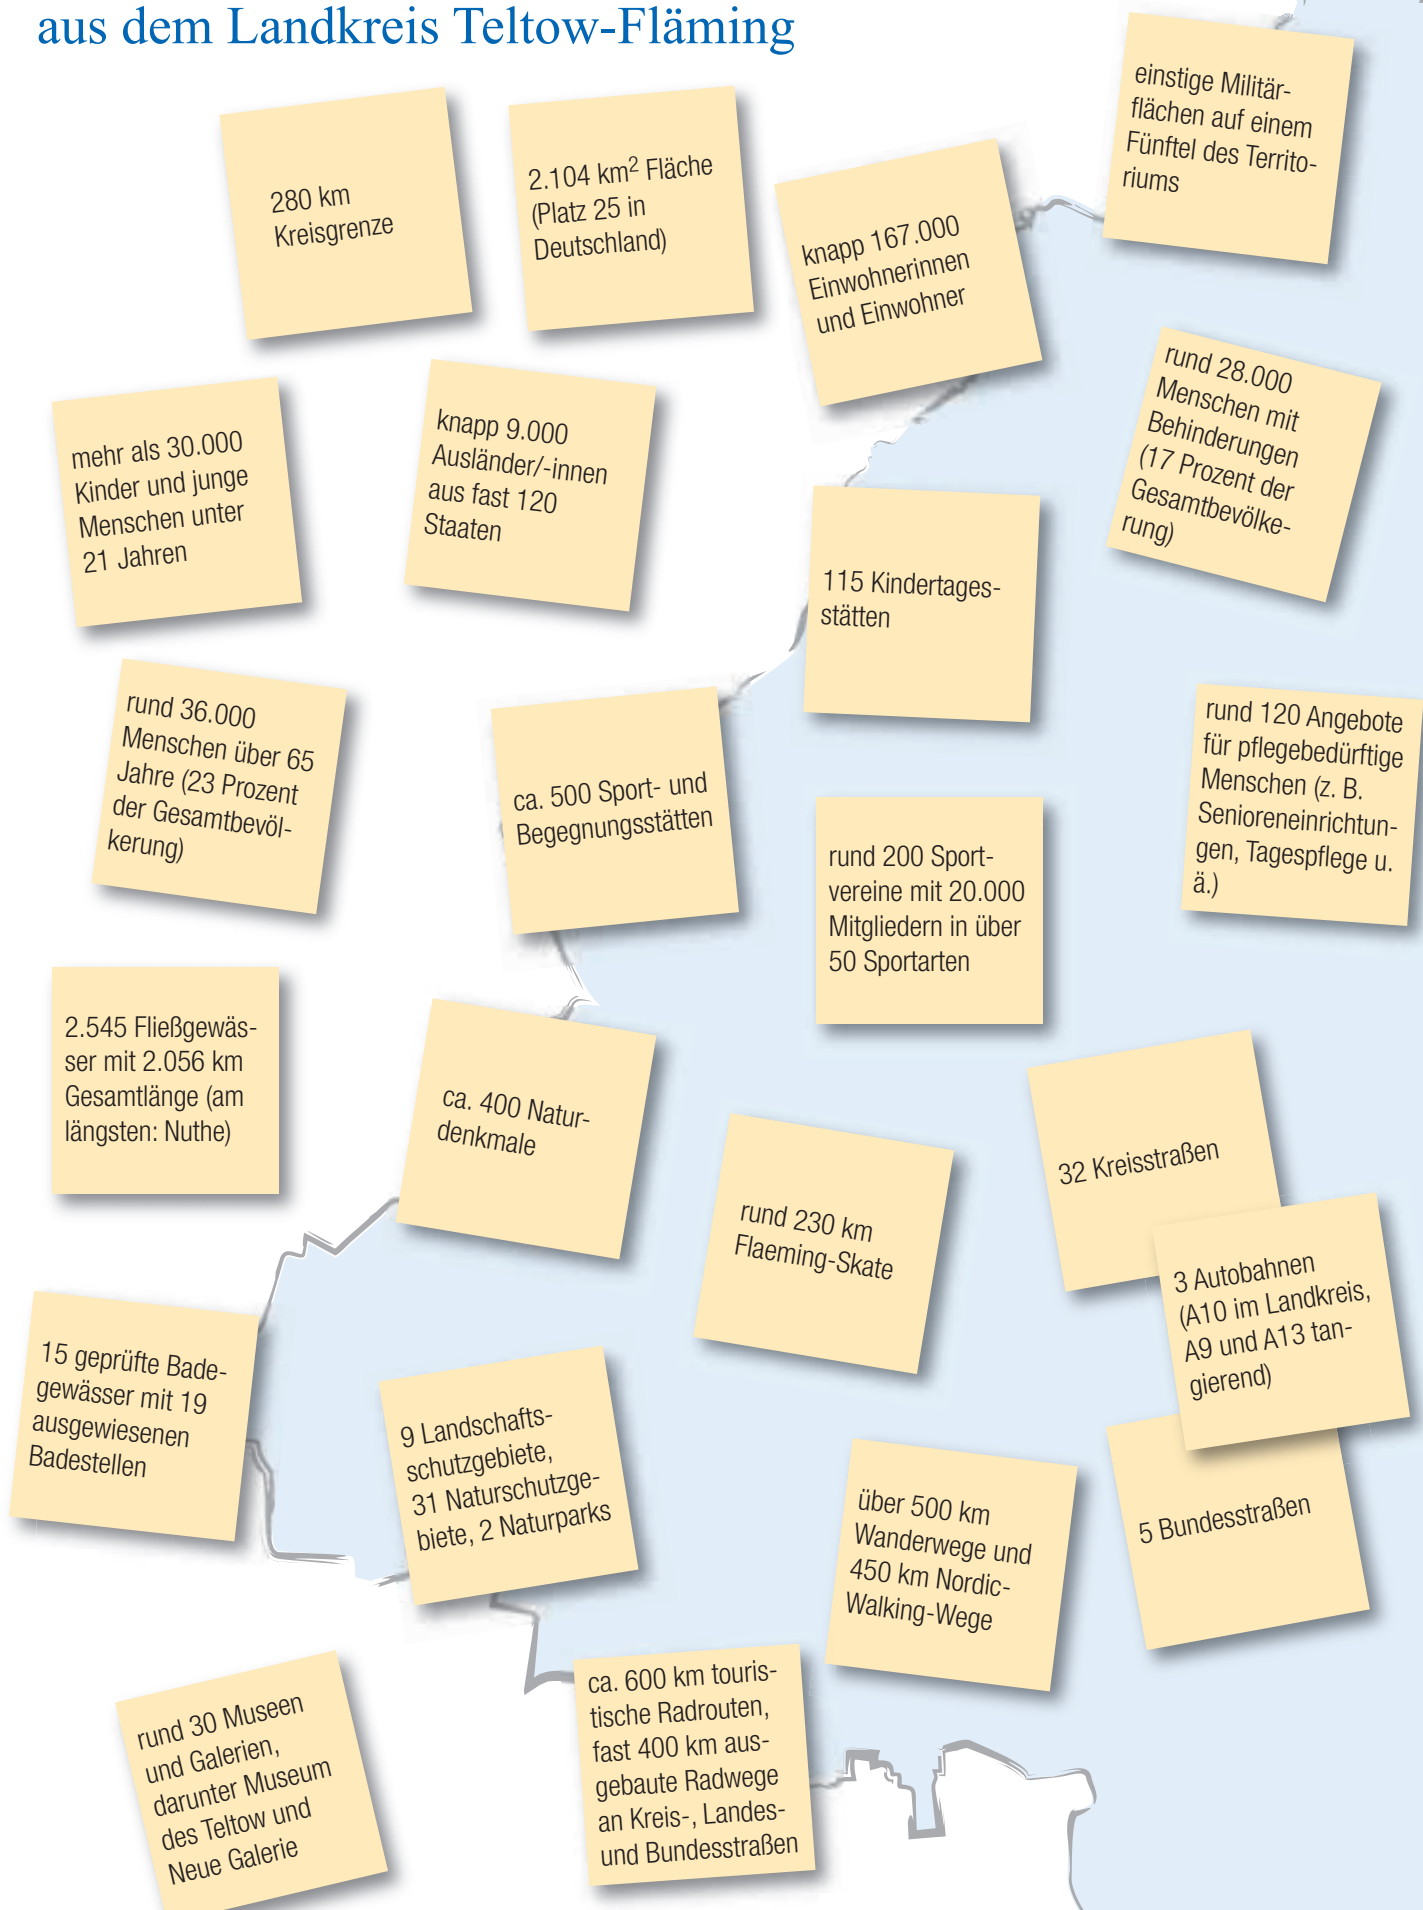 aus dem Landkreis Teltow-Fläming
einstige Militär-
flächen auf einem
Fünftel des Territo-
riums
280 km
Kreisgrenze
2.104 km² Fläche
(Platz 25 in
Deutschland)
knapp 167.000
Einwohnerinnen
und Einwohner
rund 28.000
Menschen mit
Behinderungen
(17 Prozent der
Gesamtbevölke-
rung)
mehr als 30.000
Kinder und junge
Menschen unter
21 Jahren
knapp 9.000
Ausländer/-innen
aus fast 120
Staaten
115 Kindertages-
stätten
rund 36.000
Menschen über 65
Jahre (23 Prozent
der Gesamtbevöl-
kerung)
ca. 500 Sport- und
Begegnungsstätten
rund 200 Sport-
vereine mit 20.000
Mitgliedern in über
50 Sportarten
rund 120 Angebote
für pflegebedürftige
Menschen (z. B.
Senioreneinrichtun-
gen, Tagespflege u.
ä.)
2.545 Fließgewäs-
ser mit 2.056 km
Gesamtlänge (am
längsten: Nuthe)
ca. 400 Natur-
denkmale
rund 230 km
Flaeming-Skate
32 Kreisstraßen
3 Autobahnen
(A10 im Landkreis,
A9 und A13 tan-
gierend)
5 Bundesstraßen
15 geprüfte Bade-
gewässer mit 19
ausgewiesenen
Badestellen
9 Landschafts-
schutzgebiete,
31 Naturschutzge-
biete, 2 Naturparks
über 500 km
Wanderwege und
450 km Nordic-
Walking-Wege
rund 30 Museen
und Galerien,
darunter Museum
des Teltow und
Neue Galerie
ca. 600 km touris-
tische Radrouten,
fast 400 km aus-
gebaute Radwege
an Kreis-, Landes-
und Bundesstraßen